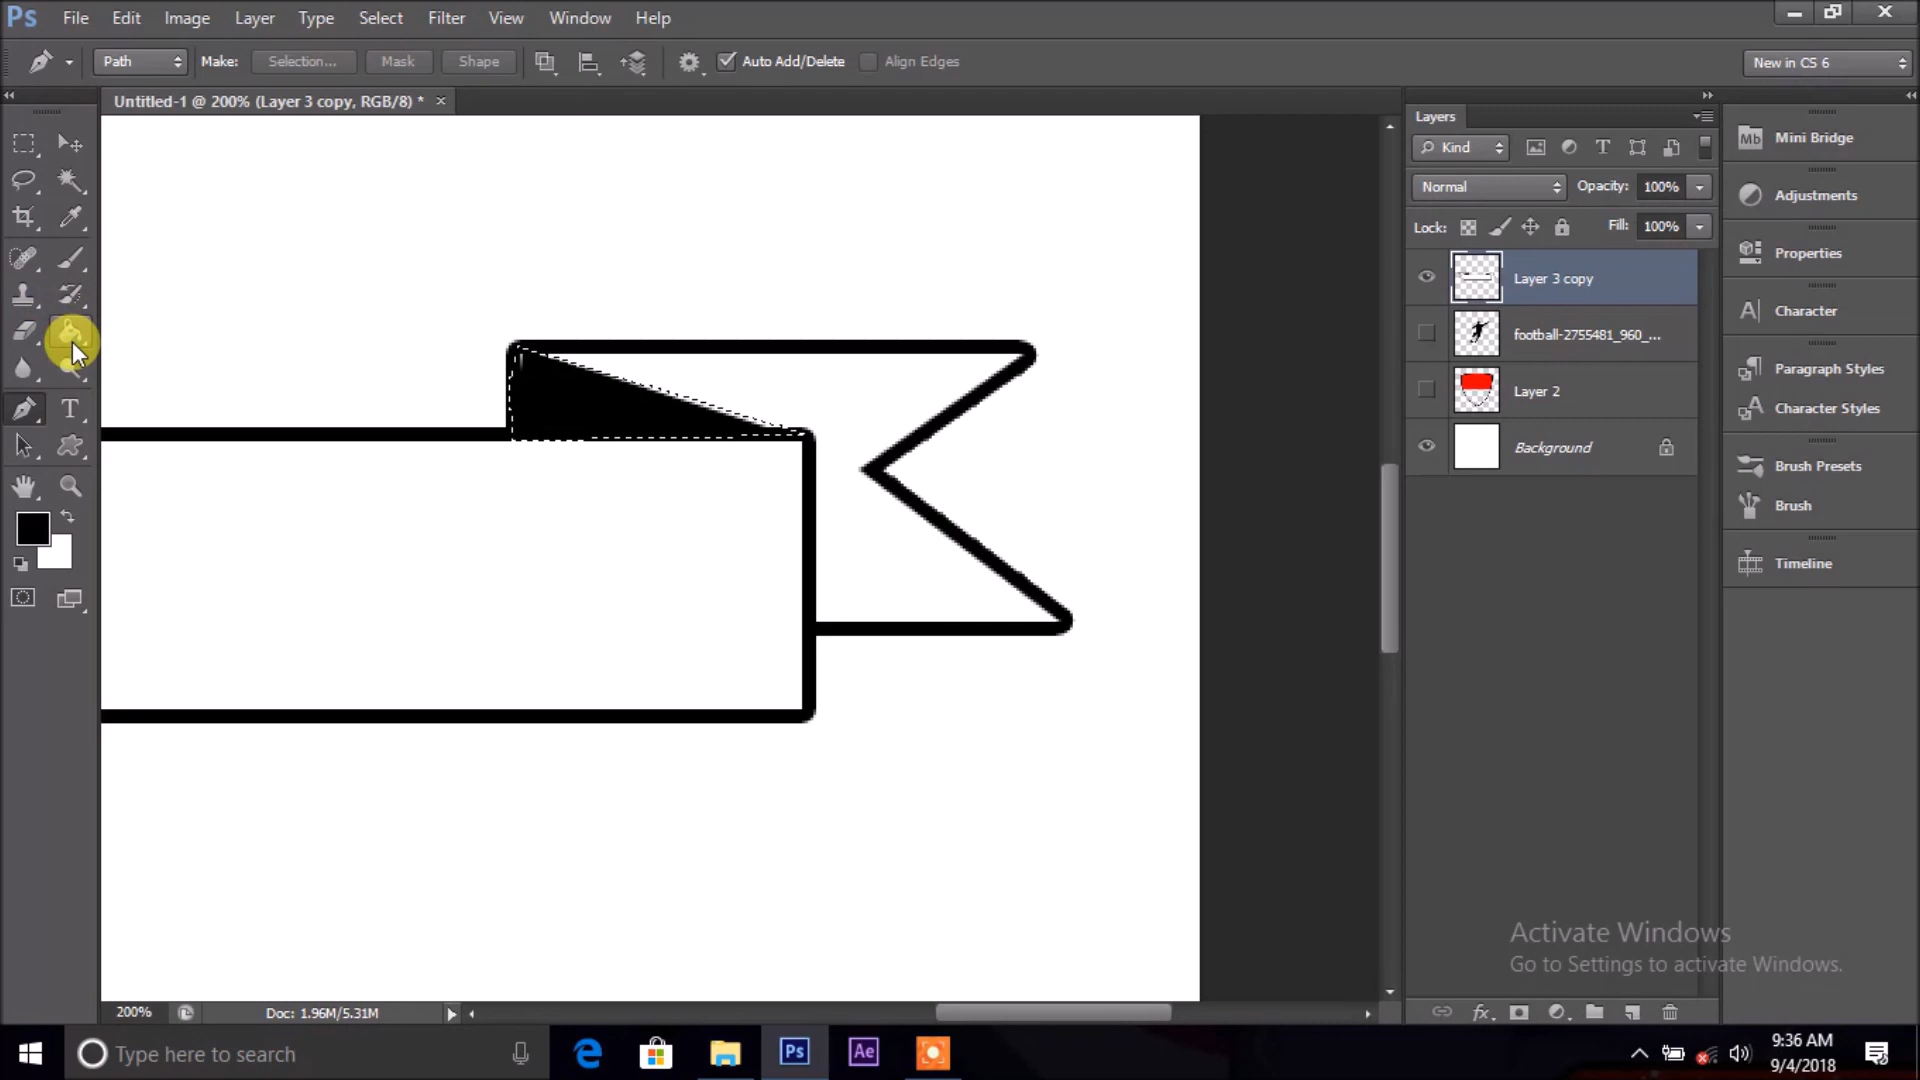 Ps File Edit Image Layer Type Select Filter View Window Help
Path Make: Selection... Mask Shape Auto Add/Delete Align Edges New in CS 6
Untitled-1 @ 200% (Layer 3 copy, RGB/8) *
Layers
Kind
Normal Opacity: 100%
Lock: Fill: 100%
Layer 3 copy
football-2755481_960_...
Layer 2
Background
Mb Mini Bridge
Adjustments
Properties
Character
Paragraph Styles
Character Styles
Brush Presets
Brush
Timeline
Activate Windows
Go to Settings to activate Windows.
200% Doc: 1.96M/5.31M
Type here to search
Ps
Ae
9:36 AM
9/4/2018